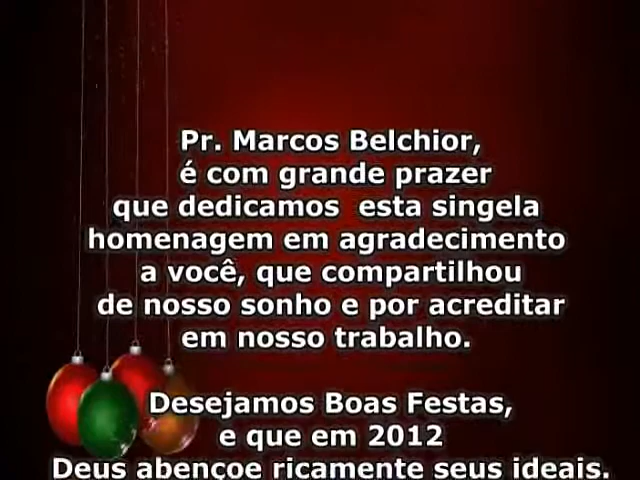 Pr. Marcos Belchior,
é com grande prazer
que dedicamos esta singela
homenagem em agradecimento
a você, que compartilhou
de nosso sonho e por acreditar
em nosso trabalho.
Desejamos Boas Festas,
e que em 2012
Deus abençoe ricamente seus ideais.